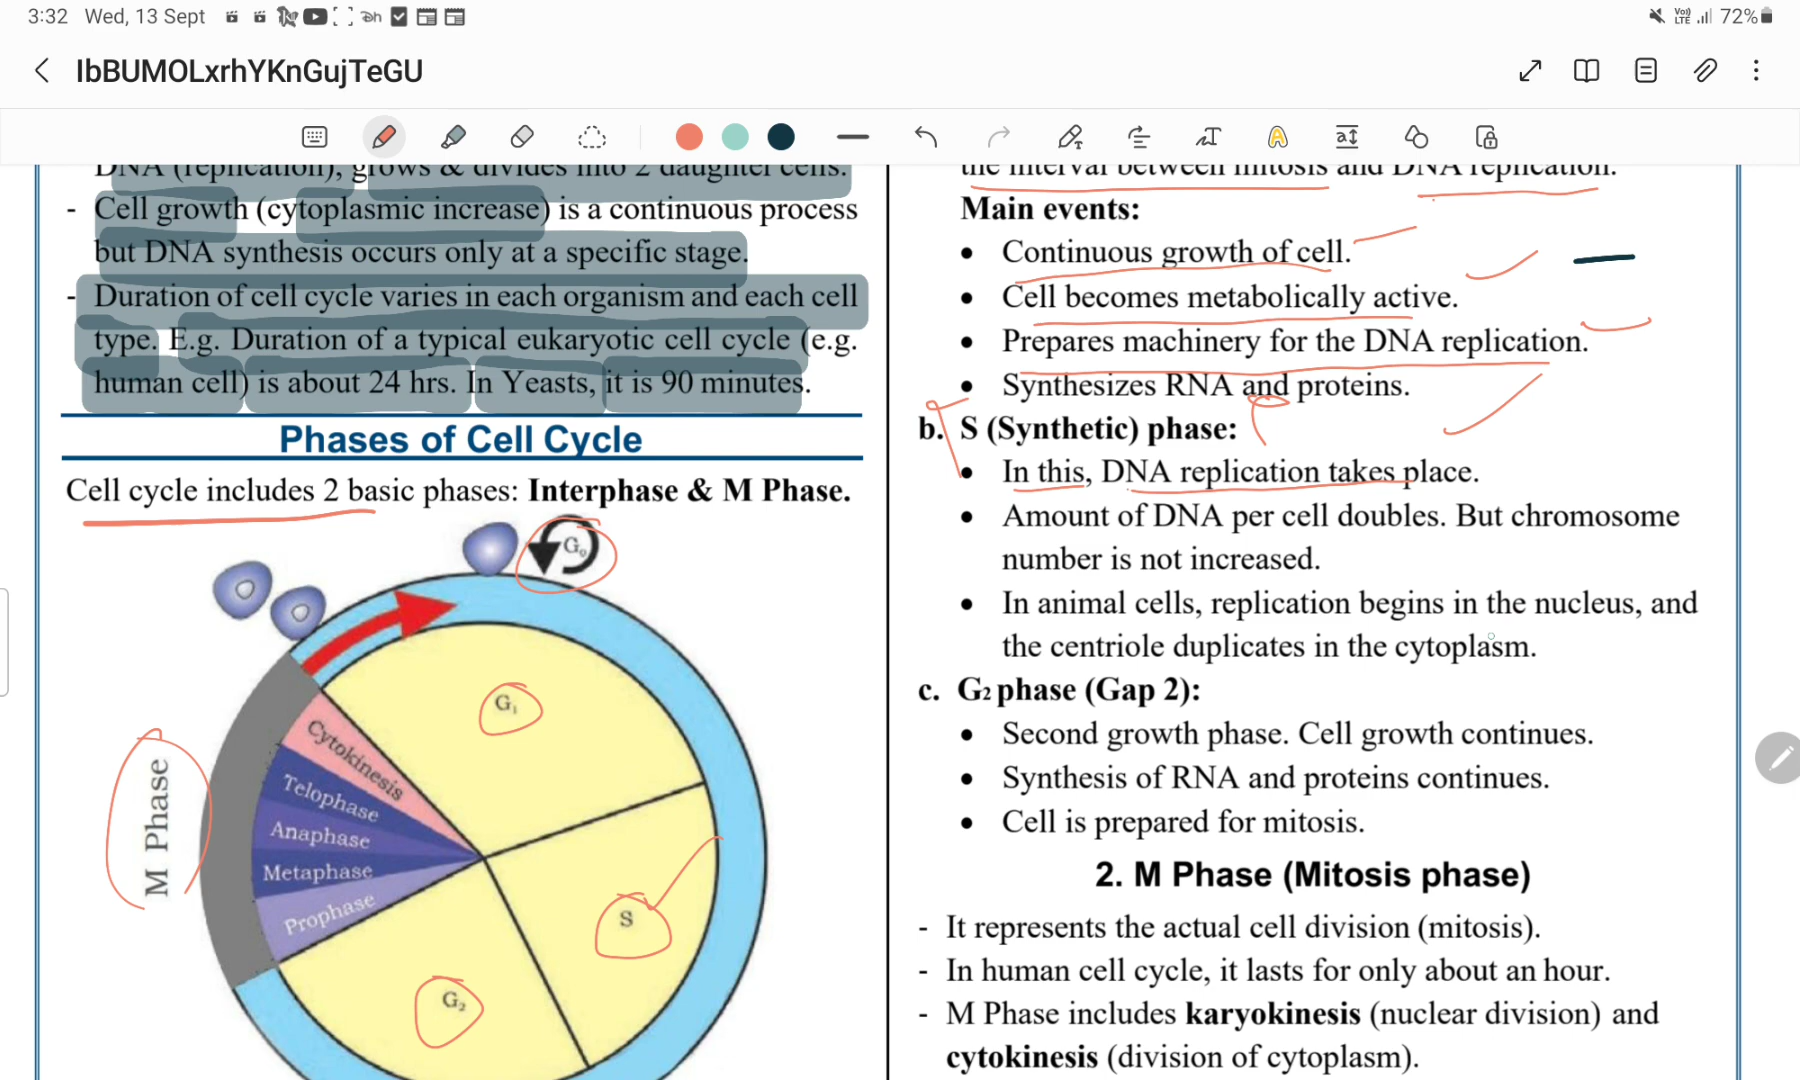 3:32 Wed, 13 Sept
72%
IbBUMOLxrhYKnGujTeGU
DNA (replication), grows & divides into 2 daughter cells.
- Cell growth (cytoplasmic increase) is a continuous process
but DNA synthesis occurs only at a specific stage.
- Duration of cell cycle varies in each organism and each cell
type. E.g. Duration of a typical eukaryotic cell cycle (e.g.
human cell) is about 24 hrs. In Yeasts, it is 90 minutes.
Phases of Cell Cycle
Cell cycle includes 2 basic phases: Interphase & M Phase.
G₀
G₁
Cytokinesis
Telophase
Anaphase
Metaphase
Prophase
M Phase
S
G₂
the interval between mitosis and DNA replication.
Main events:
• Continuous growth of cell.
• Cell becomes metabolically active.
• Prepares machinery for the DNA replication.
• Synthesizes RNA and proteins.
b. S (Synthetic) phase:
• In this, DNA replication takes place.
• Amount of DNA per cell doubles. But chromosome
number is not increased.
• In animal cells, replication begins in the nucleus, and
the centriole duplicates in the cytoplasm.
c. G₂ phase (Gap 2):
• Second growth phase. Cell growth continues.
• Synthesis of RNA and proteins continues.
• Cell is prepared for mitosis.
2. M Phase (Mitosis phase)
- It represents the actual cell division (mitosis).
- In human cell cycle, it lasts for only about an hour.
- M Phase includes karyokinesis (nuclear division) and
cytokinesis (division of cytoplasm).